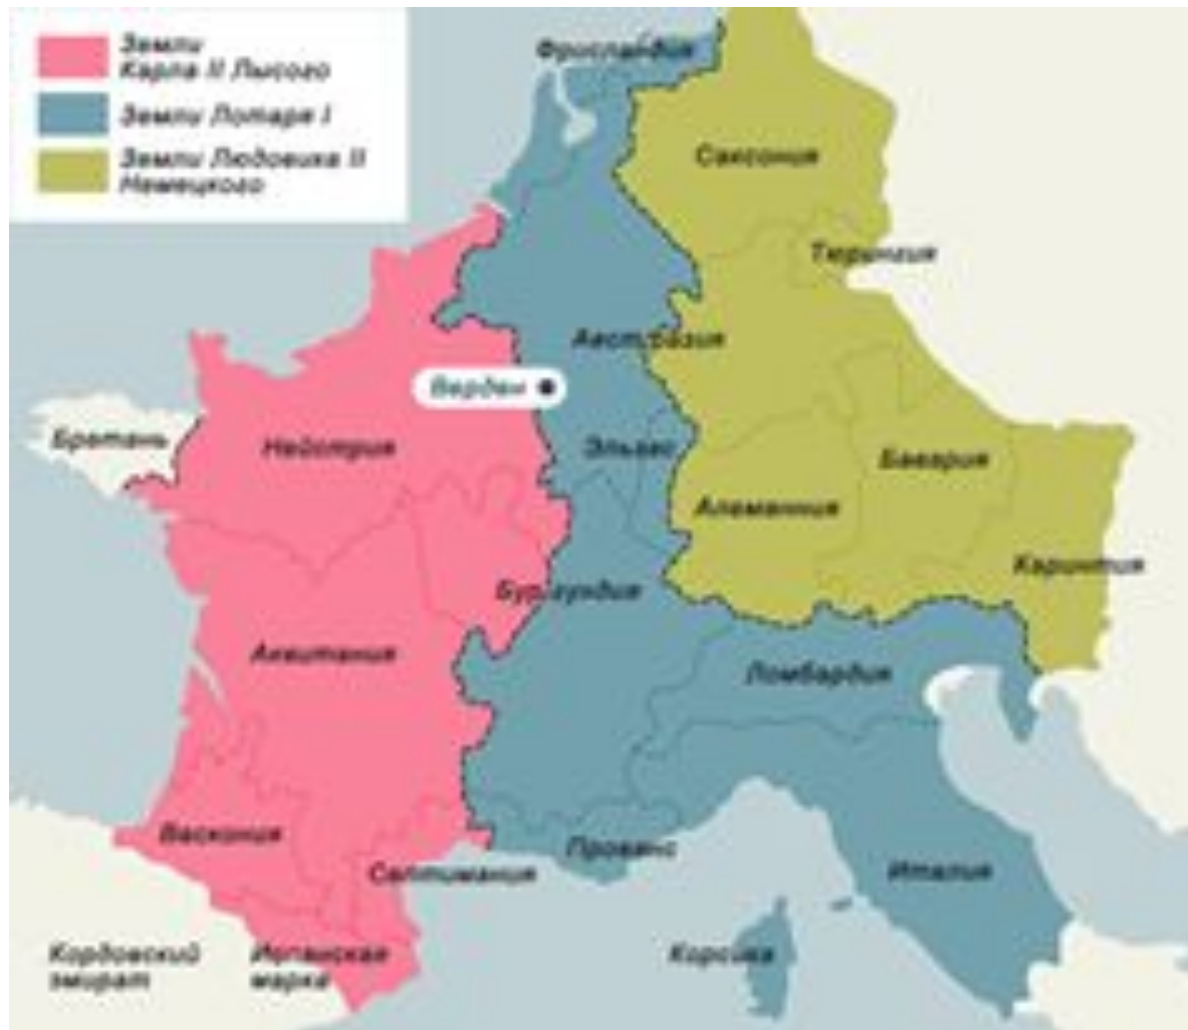 Земли
Карла II Лысого
Земли Лотаря I
Земли Людовика II
Немецкого
Фрисландия
Саксония
Тюрингия
Австразия
Верден
Бретань
Нейстрия
Эльзас
Бавария
Алеманния
Каринтия
Бургундия
Аквитания
Ломбардия
Васкония
Прованс
Септимания
Италия
Кордовский
эмират
Испанская
марка
Корсика